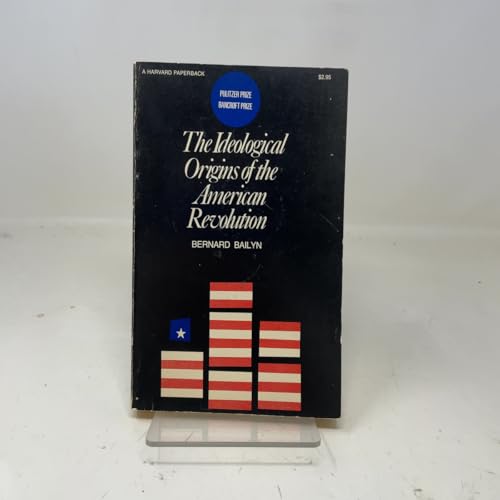 A HARVARD PAPERBACK
$2.95
PULITZER PRIZE
BANCROFT PRIZE
The Ideological
Origins of the
American
Revolution
BERNARD BAILYN